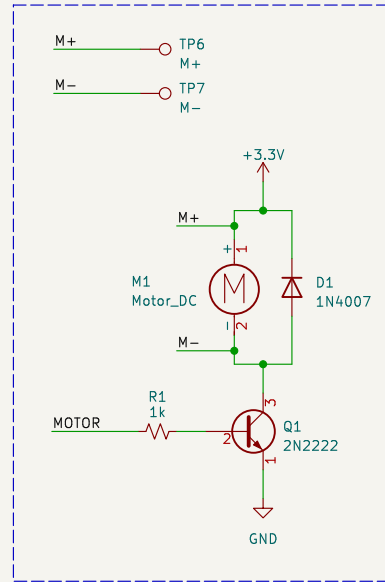 M+
TP6
M+
M-
TP7
M-
+3.3V
M+
+
1
M1
Motor_DC
M
D1
1N4007
-
2
M-
R1
1k
3
MOTOR
2
Q1
2N2222
1
GND